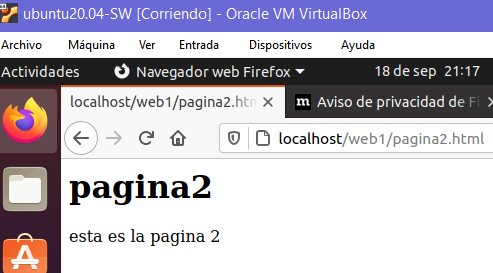 ubuntu20.04-SW [Corriendo] - Oracle VM VirtualBox
Archivo Máquina Ver Entrada Dispositivos Ayuda
Actividades Navegador web Firefox 18 de sep 21:17
localhost/web1/pagina2.htm Aviso de privacidad de Fi
localhost/web1/pagina2.html
pagina2
esta es la pagina 2